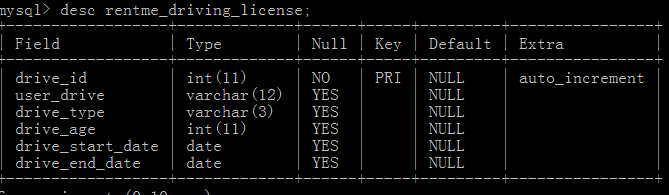 mysql> desc rentme_driving_license;
+------------------+-------------+------+-----+---------+----------------+
| Field            | Type        | Null | Key | Default | Extra          |
+------------------+-------------+------+-----+---------+----------------+
| drive_id         | int(11)     | NO   | PRI | NULL    | auto_increment |
| user_drive       | varchar(12) | YES  |     | NULL    |                |
| drive_type       | varchar(3)  | YES  |     | NULL    |                |
| drive_age        | int(11)     | YES  |     | NULL    |                |
| drive_start_date | date        | YES  |     | NULL    |                |
| drive_end_date   | date        | YES  |     | NULL    |                |
+------------------+-------------+------+-----+---------+----------------+